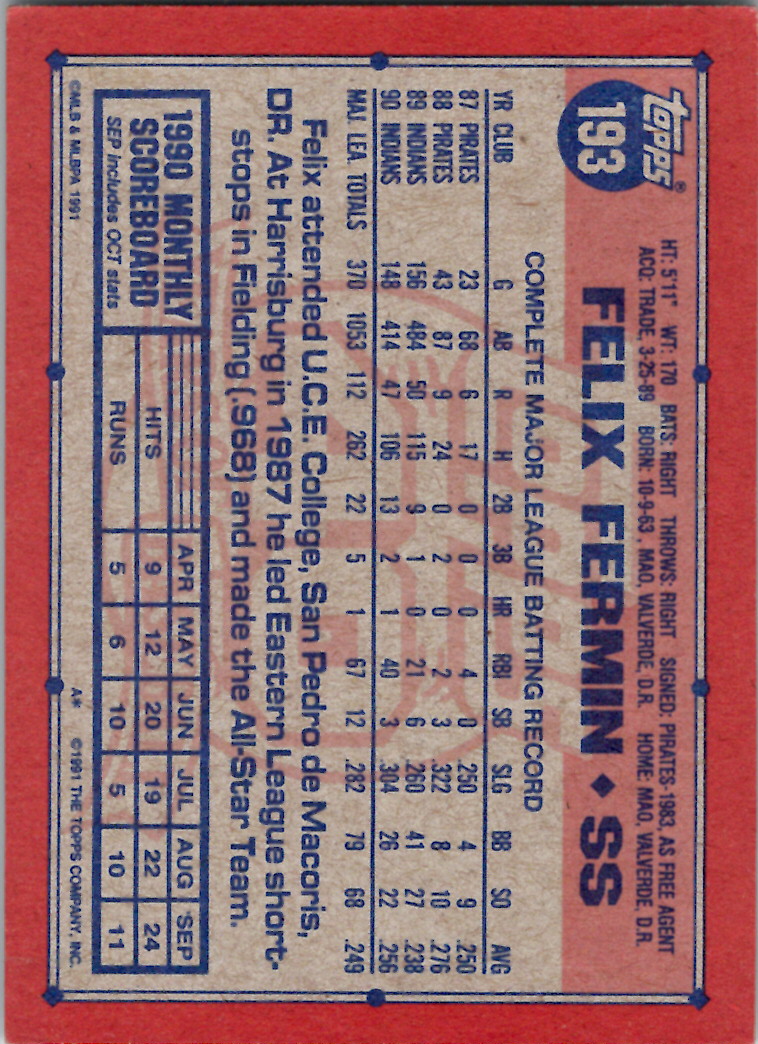 topps®
193
HT: 5'11" WT: 170 BATS: RIGHT THROWS: RIGHT SIGNED: PIRATES-1983, AS FREE AGENT
ACQ: TRADE, 3-25-89 BORN: 10-9-63, MAO, VALVERDE, D.R. HOME: MAO, VALVERDE, D.R.
FELIX FERMIN ♦ SS
COMPLETE MAJOR LEAGUE BATTING RECORD
YR CLUB G AB R H 2B 3B HR RBI SB SLG BB SO AVG
87 PIRATES 23 68 6 17 0 0 0 4 0 .250 4 9 .250
88 PIRATES 43 87 9 24 0 2 0 2 3 .322 8 10 .276
89 INDIANS 156 484 50 115 9 1 0 21 6 .260 41 27 .238
90 INDIANS 148 414 47 106 13 2 1 40 3 .304 26 22 .256
MAJ. LEA. TOTALS 370 1053 112 262 22 5 1 67 12 .282 79 68 .249
Felix attended U.C.E. College, San Pedro de Macoris,
DR. At Harrisburg in 1987 he led Eastern League short-
stops in Fielding (.968) and made the All-Star Team.
1990 MONTHLY
SCOREBOARD
SEP includes OCT stats
APR MAY JUN JUL AUG SEP
HITS 9 12 20 19 22 24
RUNS 5 6 10 5 10 11
©MLB & MLBPA 1991
A* ©1991 THE TOPPS COMPANY, INC.